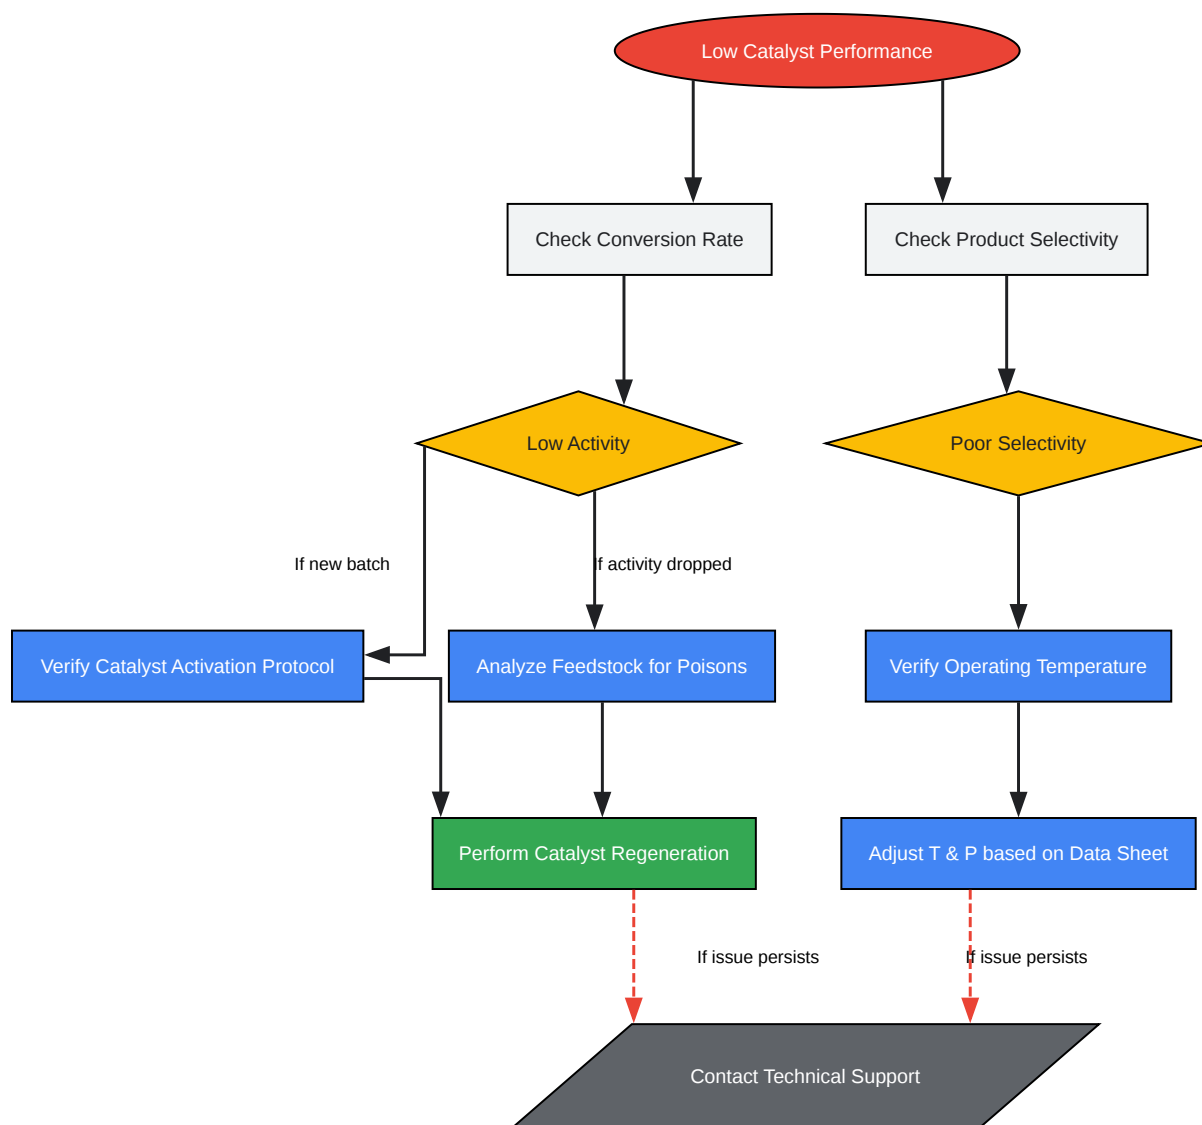 Low Catalyst Performance
Check Conversion Rate
Check Product Selectivity
Low Activity
Poor Selectivity
If new batch
If activity dropped
Verify Catalyst Activation Protocol
Analyze Feedstock for Poisons
Verify Operating Temperature
Perform Catalyst Regeneration
Adjust T & P based on Data Sheet
If issue persists
If issue persists
Contact Technical Support